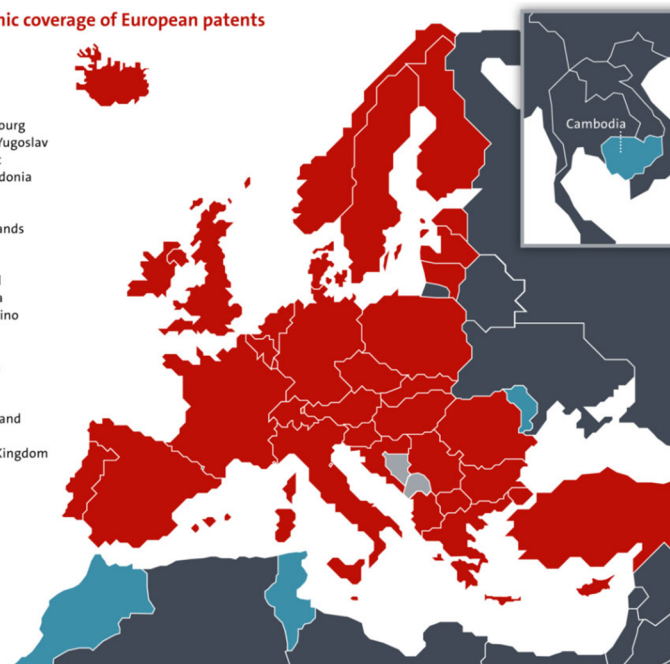 nic coverage of European patents
Cambodia
ourg
Yugoslav
donia
ands
ino
and
Kingdom